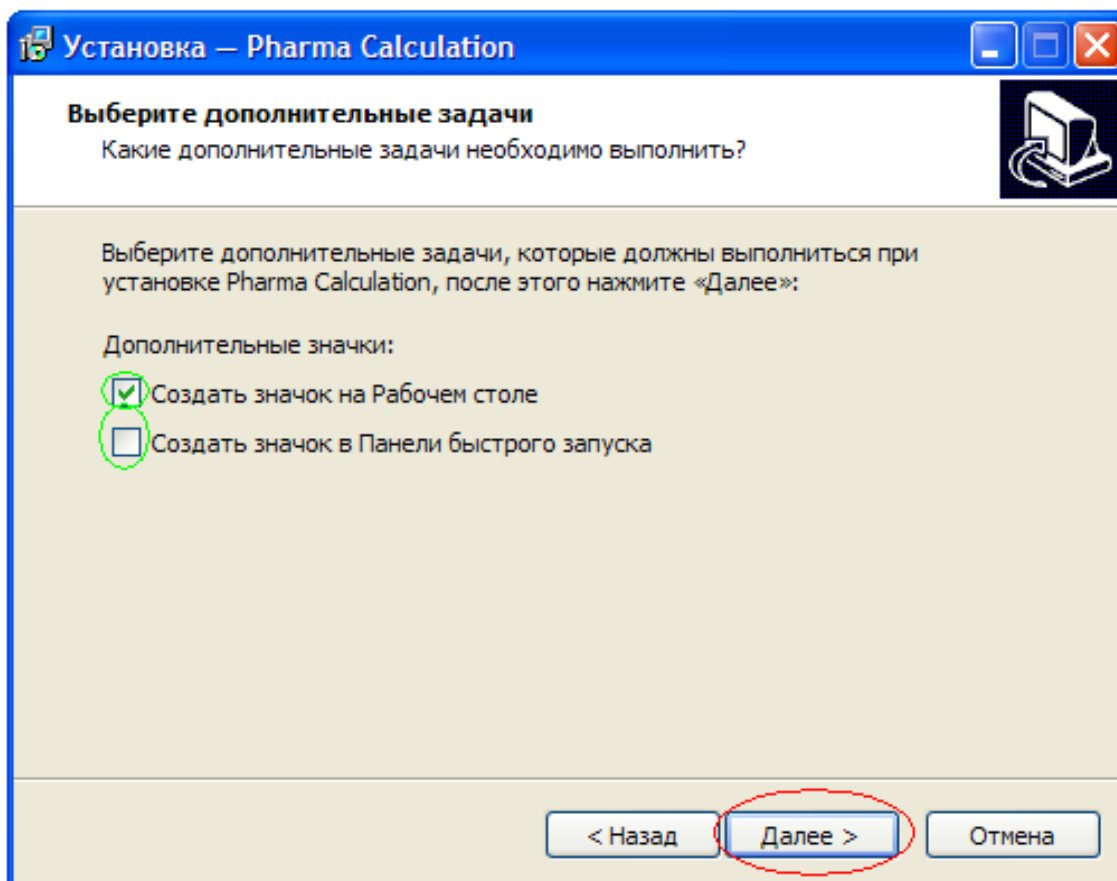 Установка — Pharma Calculation
Выберите дополнительные задачи
Какие дополнительные задачи необходимо выполнить?
Выберите дополнительные задачи, которые должны выполниться при
установке Pharma Calculation, после этого нажмите «Далее»:
Дополнительные значки:
Создать значок на Рабочем столе
Создать значок в Панели быстрого запуска
< Назад
Далее >
Отмена